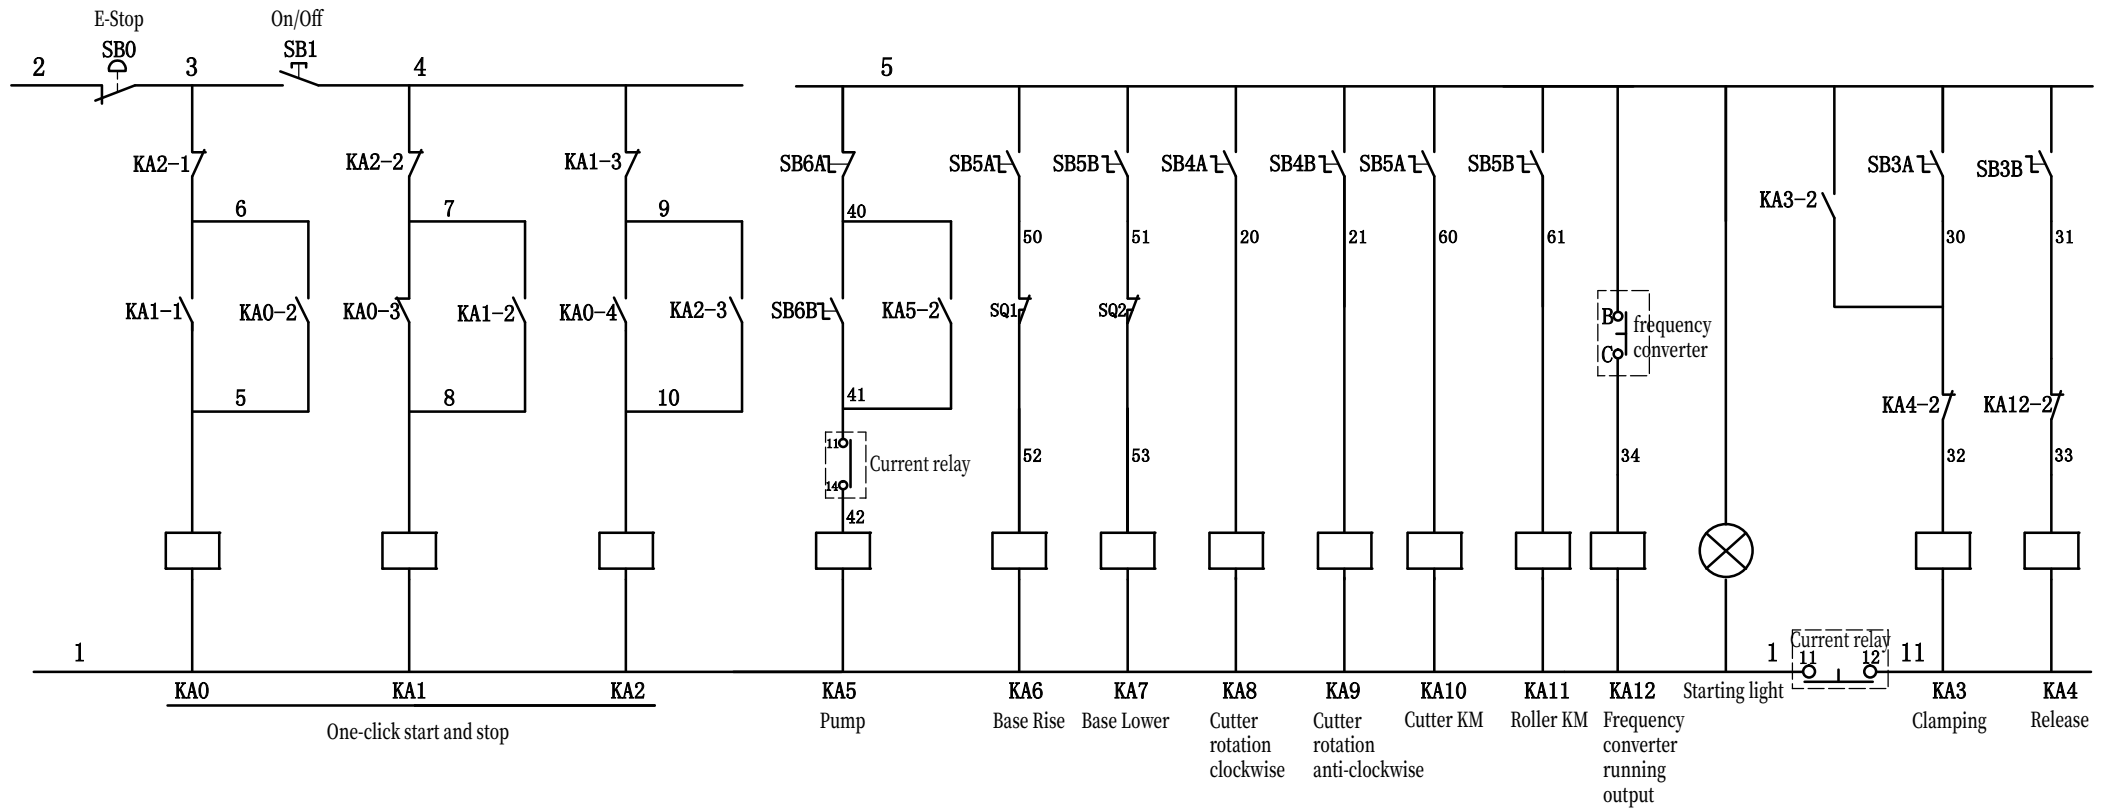 E-Stop
On/Off
SB0
SB1
2
3
4
5
KA2-1
KA2-2
KA1-3
SB6A
SB5A
SB5B
SB4A
SB4B
SB5A
SB5B
SB3A
SB3B
KA3-2
6
7
9
40
50
51
20
21
60
61
30
31
KA1-1
KA0-2
KA0-3
KA1-2
KA0-4
KA2-3
SB6B
KA5-2
SQ1
SQ2
B
C
frequency
converter
5
8
10
41
KA4-2
KA12-2
11
14
Current relay
52
53
34
32
33
42
1
1
Current relay
11
12
11
KA0
KA1
KA2
KA5
KA6
KA7
KA8
KA9
KA10
KA11
KA12
Starting light
KA3
KA4
One-click start and stop
Pump
Base Rise
Base Lower
Cutter
rotation
clockwise
Cutter
rotation
anti-clockwise
Cutter KM
Roller KM
Frequency
converter
running
output
Clamping
Release